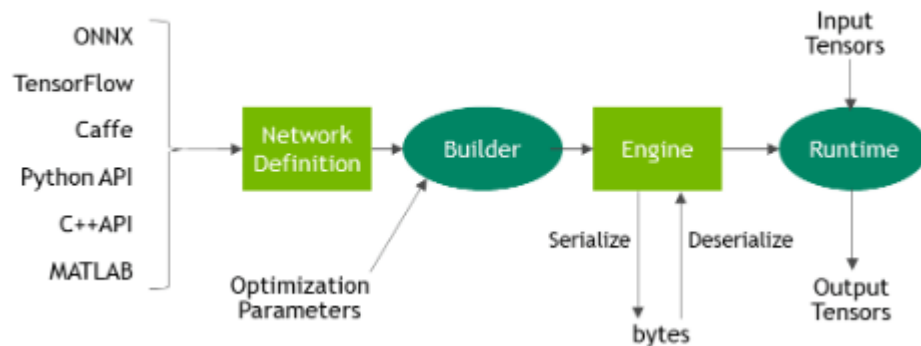 ONNX
TensorFlow
Caffe
Python API
C++API
MATLAB
Network
Definition
Optimization
Parameters
Builder
Engine
Serialize
Deserialize
bytes
Input
Tensors
Runtime
Output
Tensors